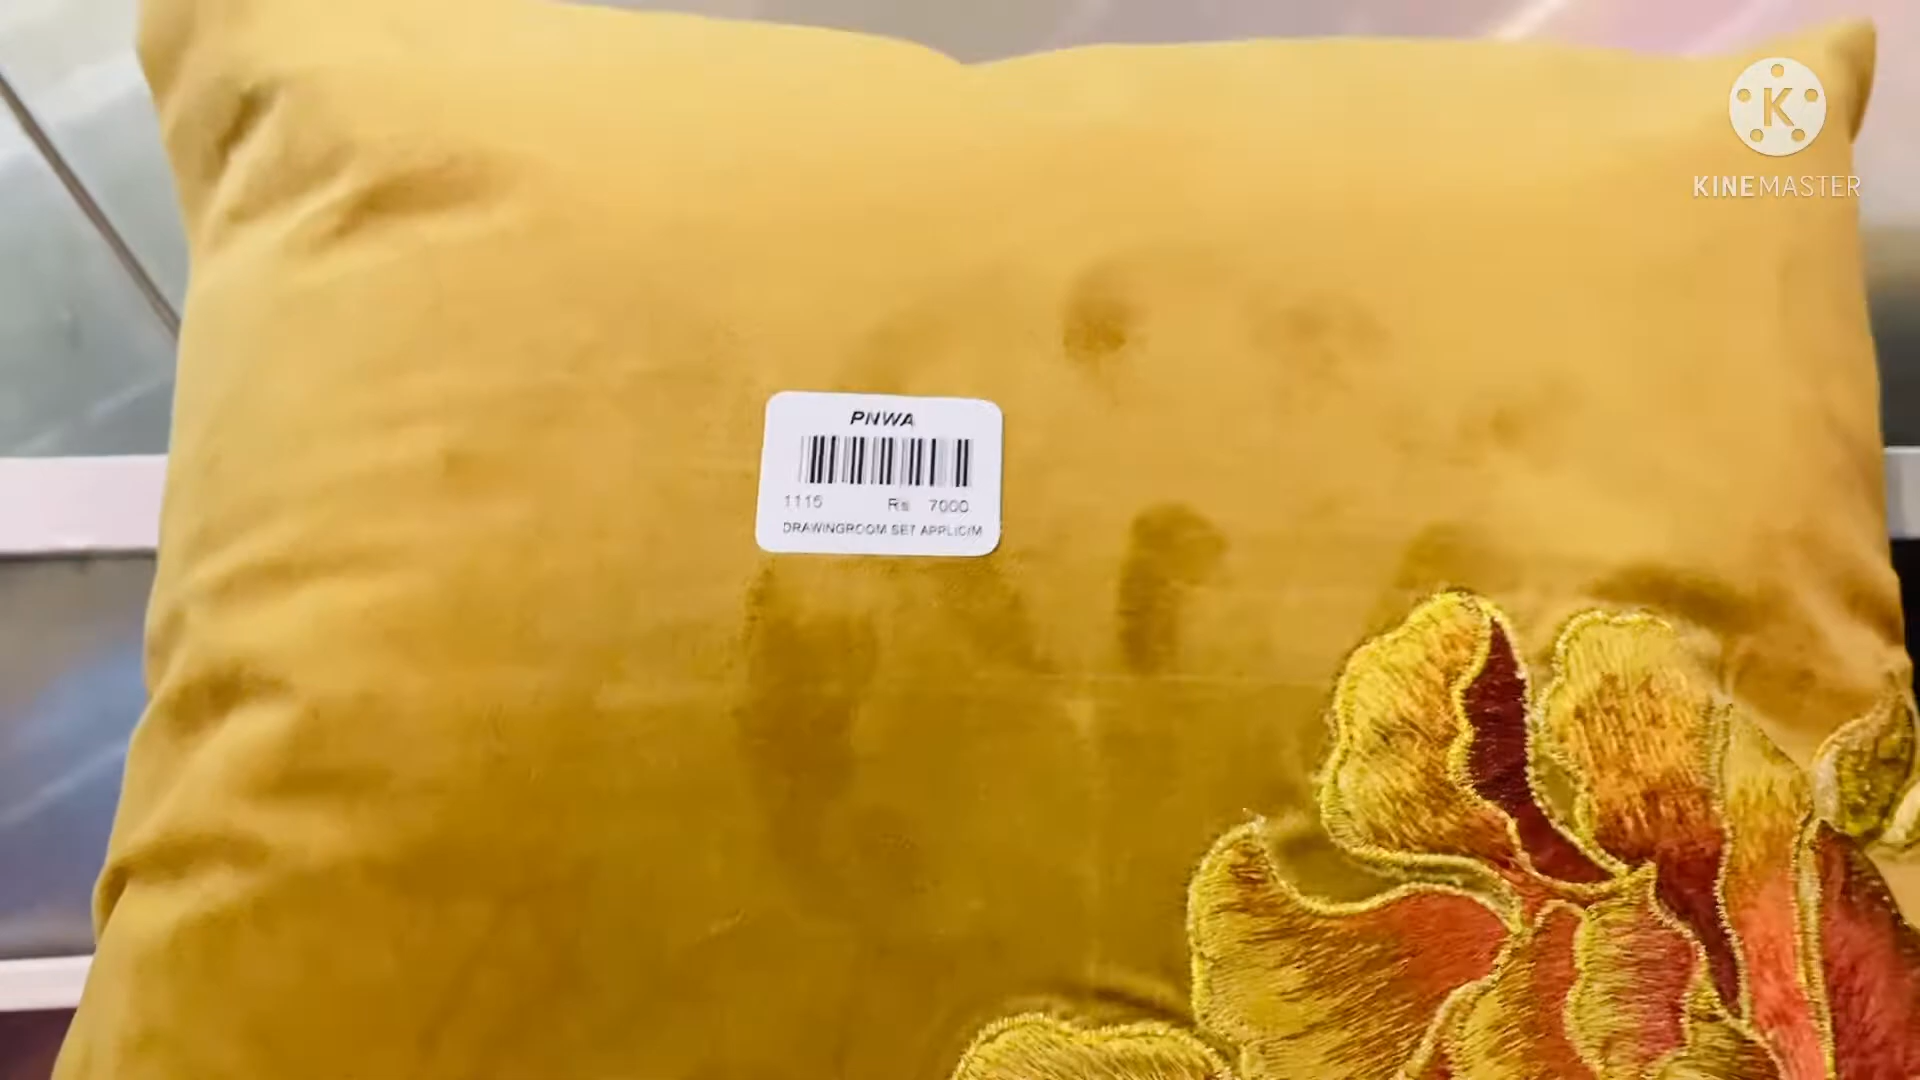 K
KINEMASTER
PNWA
1115 Rs 7000
DRAWINGROOM SET APPLIC/M